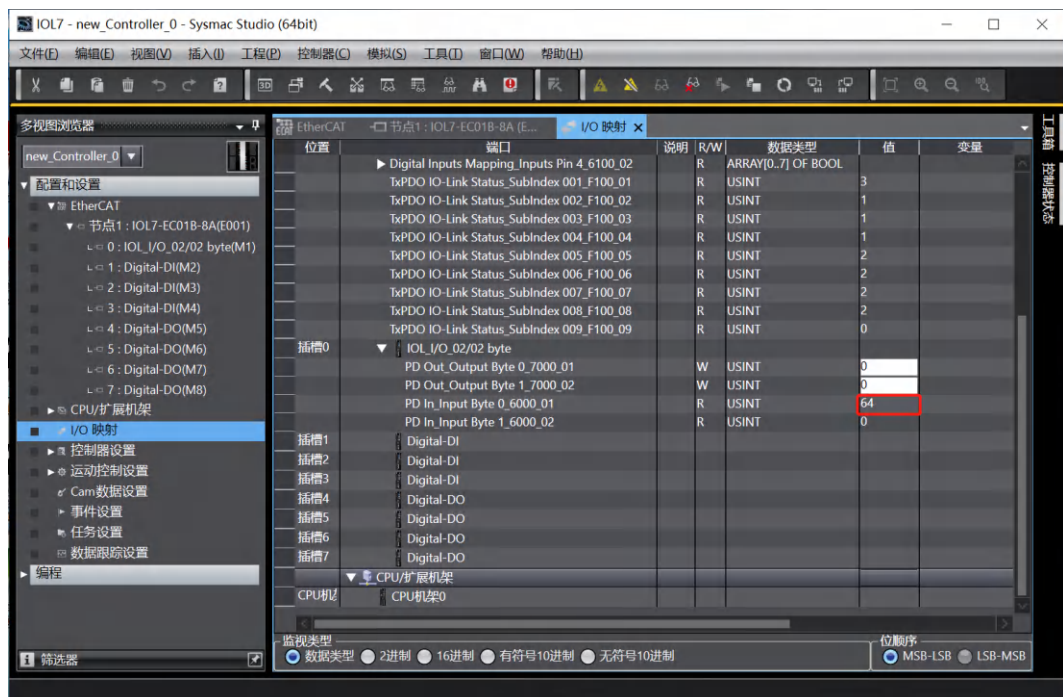 IOL7 - new_Controller_0 - Sysmac Studio (64bit)
文件(F) 编辑(E) 视图(V) 插入(I) 工程(P) 控制器(C) 模拟(S) 工具(T) 窗口(W) 帮助(H)
多视图浏览器
new_Controller_0
配置和设置
EtherCAT
节点1 : IOL7-EC01B-8A(E001)
0 : IOL_I/O_02/02 byte(M1)
1 : Digital-DI(M2)
2 : Digital-DI(M3)
3 : Digital-DI(M4)
4 : Digital-DO(M5)
5 : Digital-DO(M6)
6 : Digital-DO(M7)
7 : Digital-DO(M8)
CPU/扩展机架
I/O 映射
控制器设置
运动控制设置
Cam数据设置
事件设置
任务设置
数据跟踪设置
编程
筛选器
EtherCAT 节点1 : IOL7-EC01B-8A (E... I/O 映射
位置 端口 说明 R/W 数据类型 值 变量
Digital Inputs Mapping_Inputs Pin 4_6100_02 R ARRAY[0..7] OF BOOL
TxPDO IO-Link Status_SubIndex 001_F100_01 R USINT 3
TxPDO IO-Link Status_SubIndex 002_F100_02 R USINT 1
TxPDO IO-Link Status_SubIndex 003_F100_03 R USINT 1
TxPDO IO-Link Status_SubIndex 004_F100_04 R USINT 1
TxPDO IO-Link Status_SubIndex 005_F100_05 R USINT 2
TxPDO IO-Link Status_SubIndex 006_F100_06 R USINT 2
TxPDO IO-Link Status_SubIndex 007_F100_07 R USINT 2
TxPDO IO-Link Status_SubIndex 008_F100_08 R USINT 2
TxPDO IO-Link Status_SubIndex 009_F100_09 R USINT 0
插槽0 IOL_I/O_02/02 byte
PD Out_Output Byte 0_7000_01 W USINT 0
PD Out_Output Byte 1_7000_02 W USINT 0
PD In_Input Byte 0_6000_01 R USINT 64
PD In_Input Byte 1_6000_02 R USINT 0
插槽1 Digital-DI
插槽2 Digital-DI
插槽3 Digital-DI
插槽4 Digital-DO
插槽5 Digital-DO
插槽6 Digital-DO
插槽7 Digital-DO
CPU/扩展机架
CPU机 CPU机架0
监视类型
数据类型 2进制 16进制 有符号10进制 无符号10进制
位顺序
MSB-LSB LSB-MSB
工具箱
控制器状态